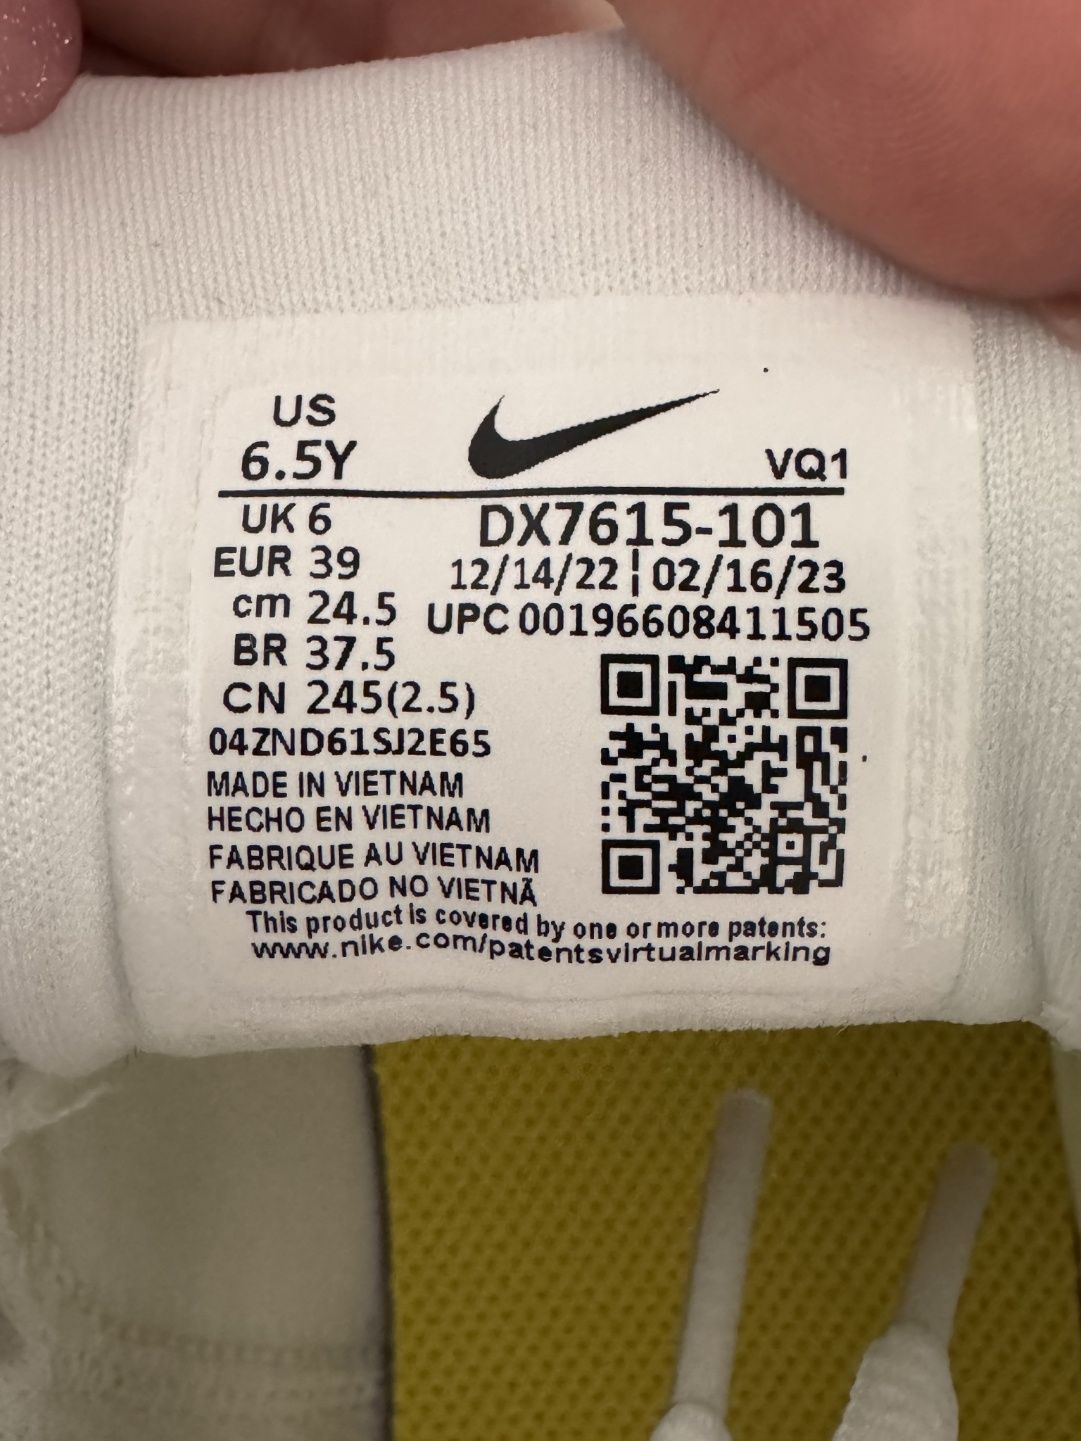 US
6.5Y
VQ1
UK 6
DX7615-101
EUR 39
12/14/22 ¦ 02/16/23
cm 24.5
UPC 00196608411505
BR 37.5
CN 245(2.5)
04ZND61SJ2E65
MADE IN VIETNAM
HECHO EN VIETNAM
FABRIQUE AU VIETNAM
FABRICADO NO VIETNÃ
This product is covered by one or more patents:
www.nike.com/patentsvirtualmarking